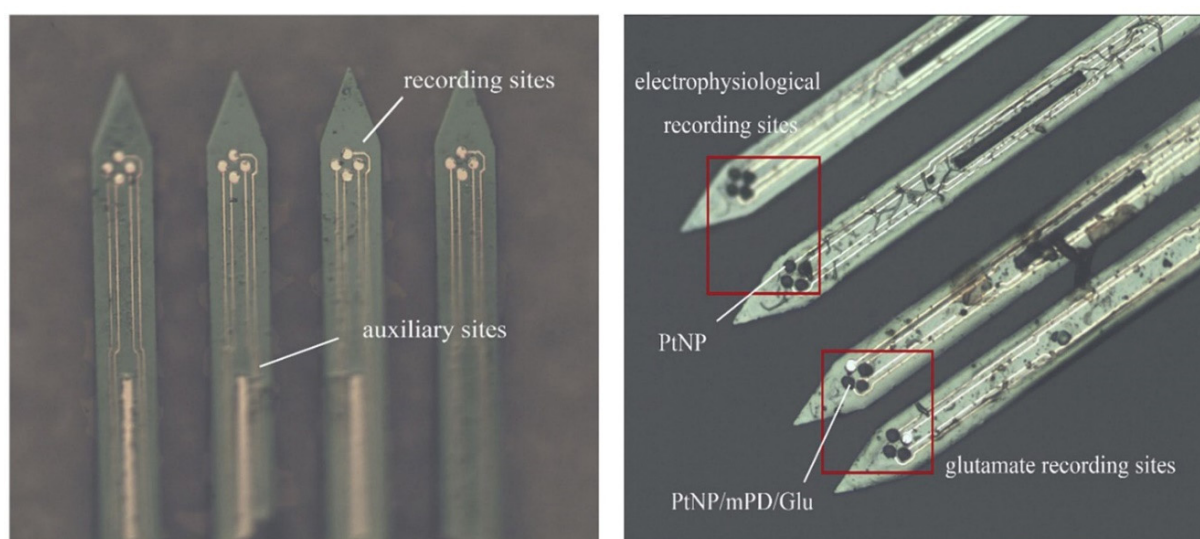 recording sites
auxiliary sites
electrophysiological
recording sites
PtNP
PtNP/mPD/Glu
glutamate recording sites